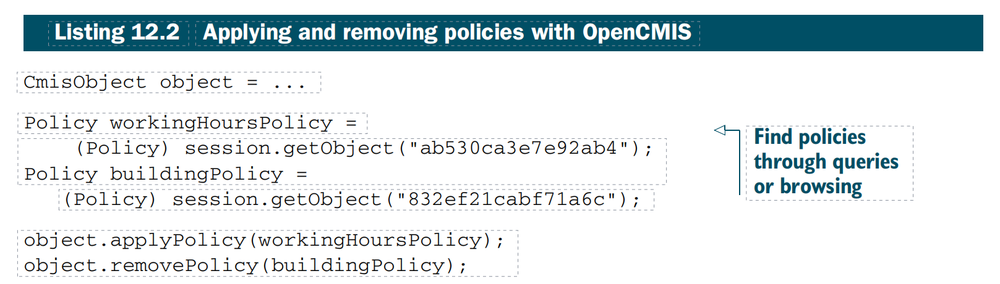 Listing 12.2 Applying and removing policies with OpenCMIS
CmisObject object = ...
Policy workingHoursPolicy =
(Policy) session.getObject("ab530ca3e7e92ab4");
Policy buildingPolicy =
(Policy) session.getObject("832ef21cabf71a6c");
Find policies
through queries
or browsing
object.applyPolicy(workingHoursPolicy);
object.removePolicy(buildingPolicy);